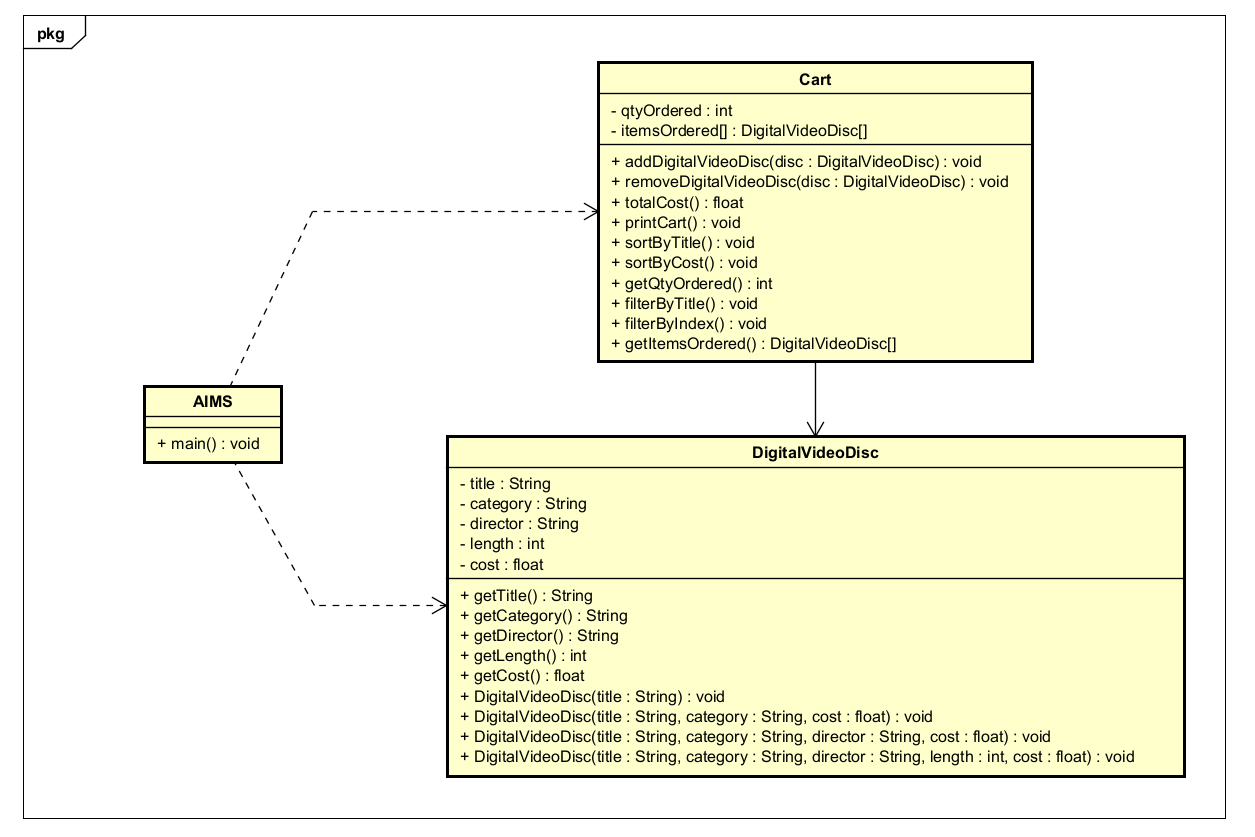 pkg
Cart
- qtyOrdered : int
- itemsOrdered[] : DigitalVideoDisc[]
+ addDigitalVideoDisc(disc : DigitalVideoDisc) : void
+ removeDigitalVideoDisc(disc : DigitalVideoDisc) : void
+ totalCost() : float
+ printCart() : void
+ sortByTitle() : void
+ sortByCost() : void
+ getQtyOrdered() : int
+ filterByTitle() : void
+ filterByIndex() : void
+ getItemsOrdered() : DigitalVideoDisc[]
AIMS
+ main() : void
DigitalVideoDisc
- title : String
- category : String
- director : String
- length : int
- cost : float
+ getTitle() : String
+ getCategory() : String
+ getDirector() : String
+ getLength() : int
+ getCost() : float
+ DigitalVideoDisc(title : String) : void
+ DigitalVideoDisc(title : String, category : String, cost : float) : void
+ DigitalVideoDisc(title : String, category : String, director : String, cost : float) : void
+ DigitalVideoDisc(title : String, category : String, director : String, length : int, cost : float) : void